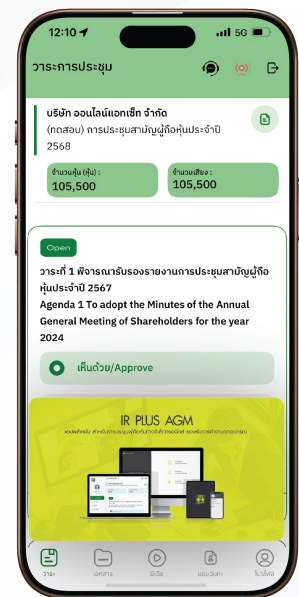 12:10
5G
วาระการประชุม
บริษัท ออนไลน์แอทเซ็ท จำกัด
(ทดสอบ) การประชุมสามัญผู้ถือหุ้นประจำปี
2568
จำนวนหุ้น (หุ้น) :
105,500
จำนวนเสียง :
105,500
Open
วาระที่ 1 พิจารณารับรองรายงานการประชุมสามัญผู้ถือ
หุ้นประจำปี 2567
Agenda 1 To adopt the Minutes of the Annual
General Meeting of Shareholders for the year
2024
เห็นด้วย/Approve
IR PLUS AGM
วาระ
เอกสาร
วิดีโอ
มอบฉันทะ
โปรไฟล์